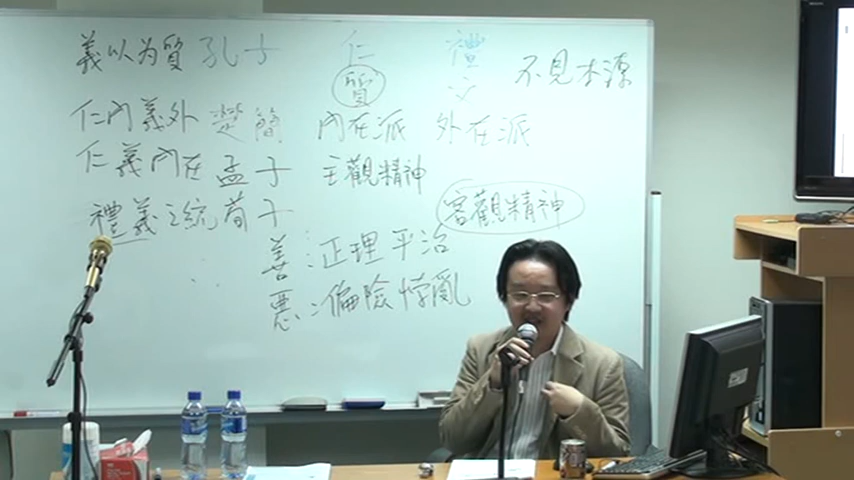 義以为質 孔子 仁 禮 不見本源
質 文
仁內義外 楚簡 內在派 外在派
仁義內在 孟子 主觀精神
禮義之統 荀子 客觀精神
善:正理平治
惡:偏險悖亂